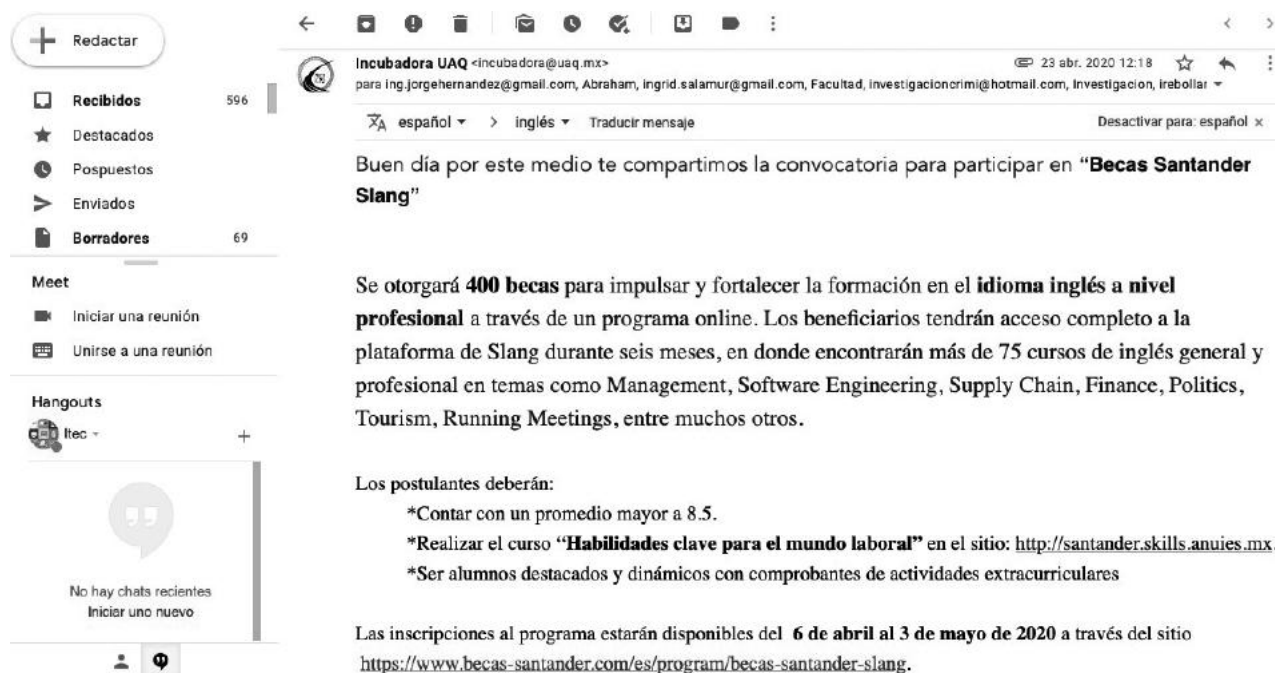 Redactar
Recibidos 596
Destacados
Pospuestos
Enviados
Borradores 69
Meet
Iniciar una reunión
Unirse a una reunión
Hangouts
Itec
No hay chats recientes
Iniciar uno nuevo
Incubadora UAQ <incubadora@uaq.mx> 23 abr. 2020 12:18
para ing.jorgehernandez@gmail.com, Abraham, ingrid.salamur@gmail.com, Facultad, investigacioncrimi@hotmail.com, Investigacion, irebollar
español > inglés Traducir mensaje Desactivar para: español x
Buen día por este medio te compartimos la convocatoria para participar en “Becas Santander
Slang”
Se otorgará 400 becas para impulsar y fortalecer la formación en el idioma inglés a nivel
profesional a través de un programa online. Los beneficiarios tendrán acceso completo a la
plataforma de Slang durante seis meses, en donde encontrarán más de 75 cursos de inglés general y
profesional en temas como Management, Software Engineering, Supply Chain, Finance, Politics,
Tourism, Running Meetings, entre muchos otros.
Los postulantes deberán:
*Contar con un promedio mayor a 8.5.
*Realizar el curso “Habilidades clave para el mundo laboral” en el sitio: http://santander.skills.anuies.mx.
*Ser alumnos destacados y dinámicos con comprobantes de actividades extracurriculares
Las inscripciones al programa estarán disponibles del 6 de abril al 3 de mayo de 2020 a través del sitio
https://www.becas-santander.com/es/program/becas-santander-slang.